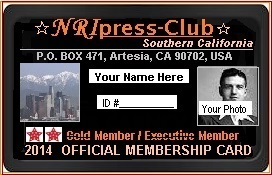 ☆NRIpress-Club☆
Southern California
P.O. BOX 471, Artesia, CA 90702, USA
Your Name Here
ID #__________
Your Photo
Gold Member / Executive Member
2014 OFFICIAL MEMBERSHIP CARD